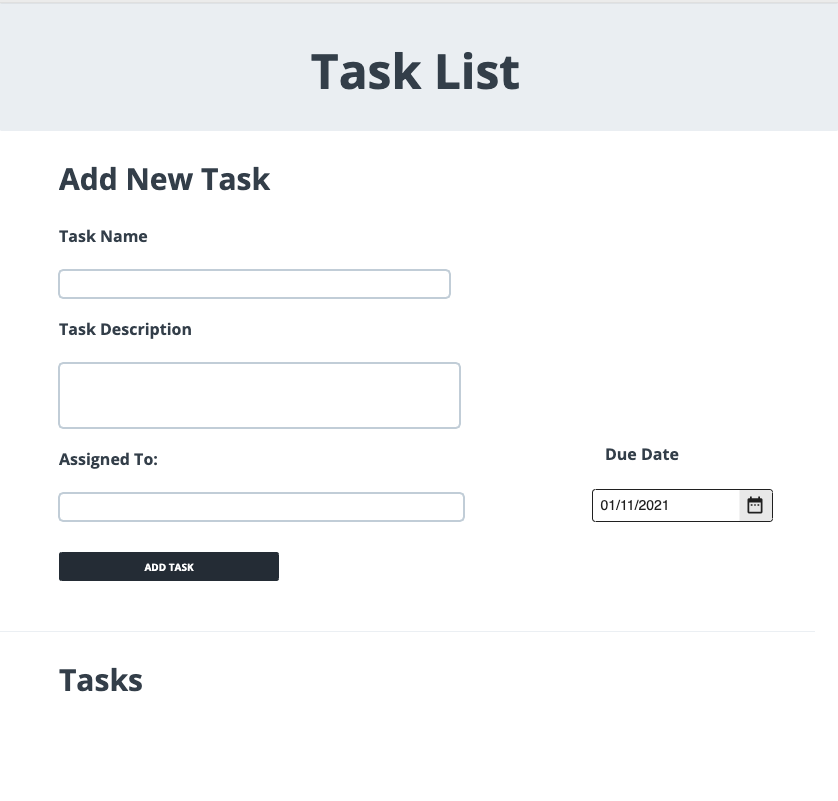 Task List
Add New Task
Task Name
Task Description
Assigned To:
Due Date
01/11/2021
ADD TASK
Tasks